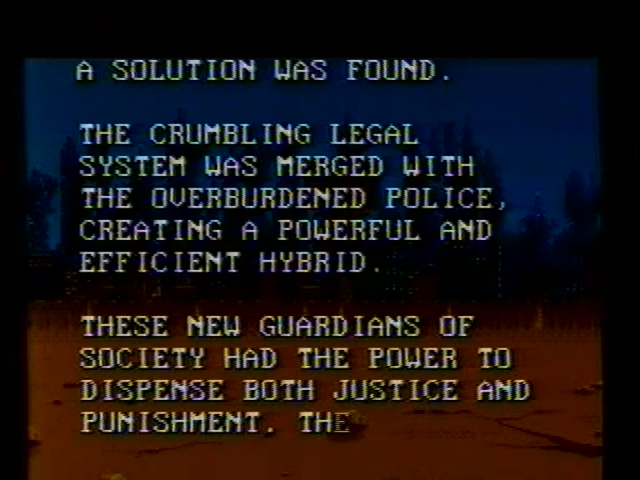 A SOLUTION WAS FOUND.
THE CRUMBLING LEGAL
SYSTEM WAS MERGED WITH
THE OVERBURDENED POLICE,
CREATING A POWERFUL AND
EFFICIENT HYBRID.
THESE NEW GUARDIANS OF
SOCIETY HAD THE POWER TO
DISPENSE BOTH JUSTICE AND
PUNISHMENT. THE